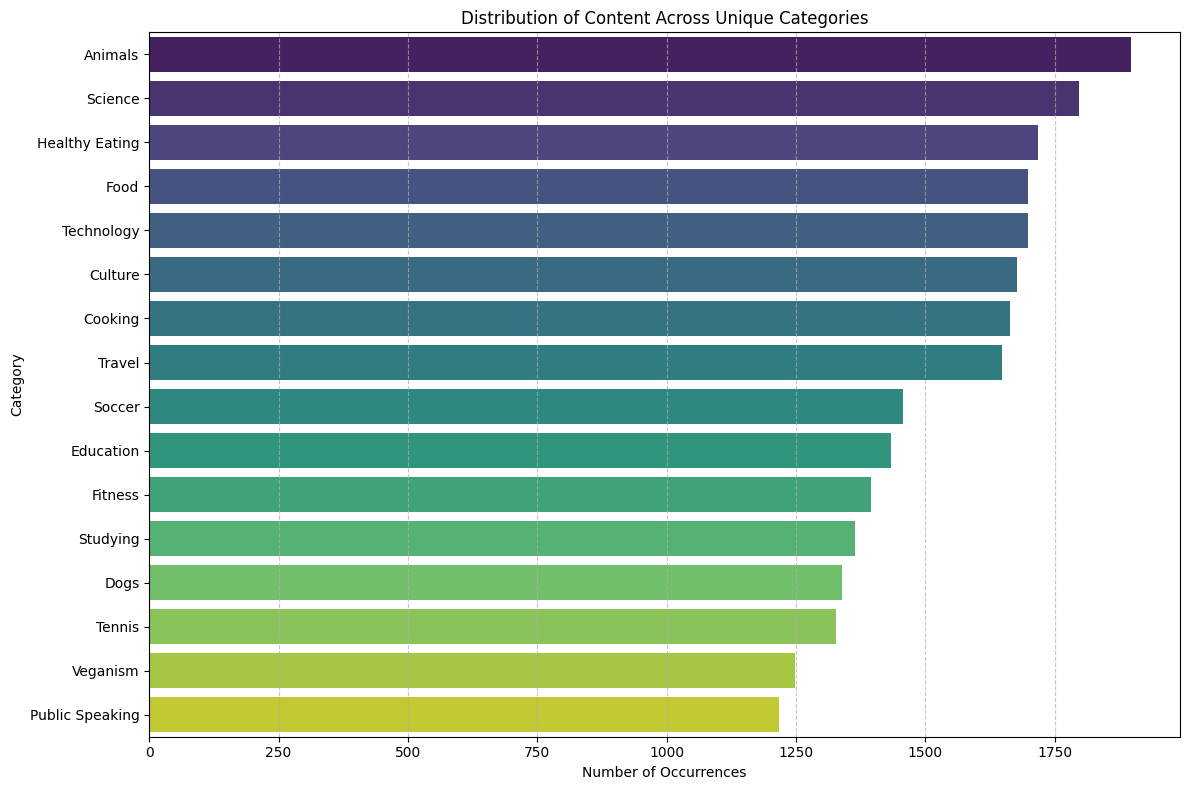 Distribution of Content Across Unique Categories
Animals
Science
Healthy Eating
Food
Technology
Culture
Cooking
Travel
Soccer
Education
Fitness
Studying
Dogs
Tennis
Veganism
Public Speaking
Category
0 250 500 750 1000 1250 1500 1750
Number of Occurrences